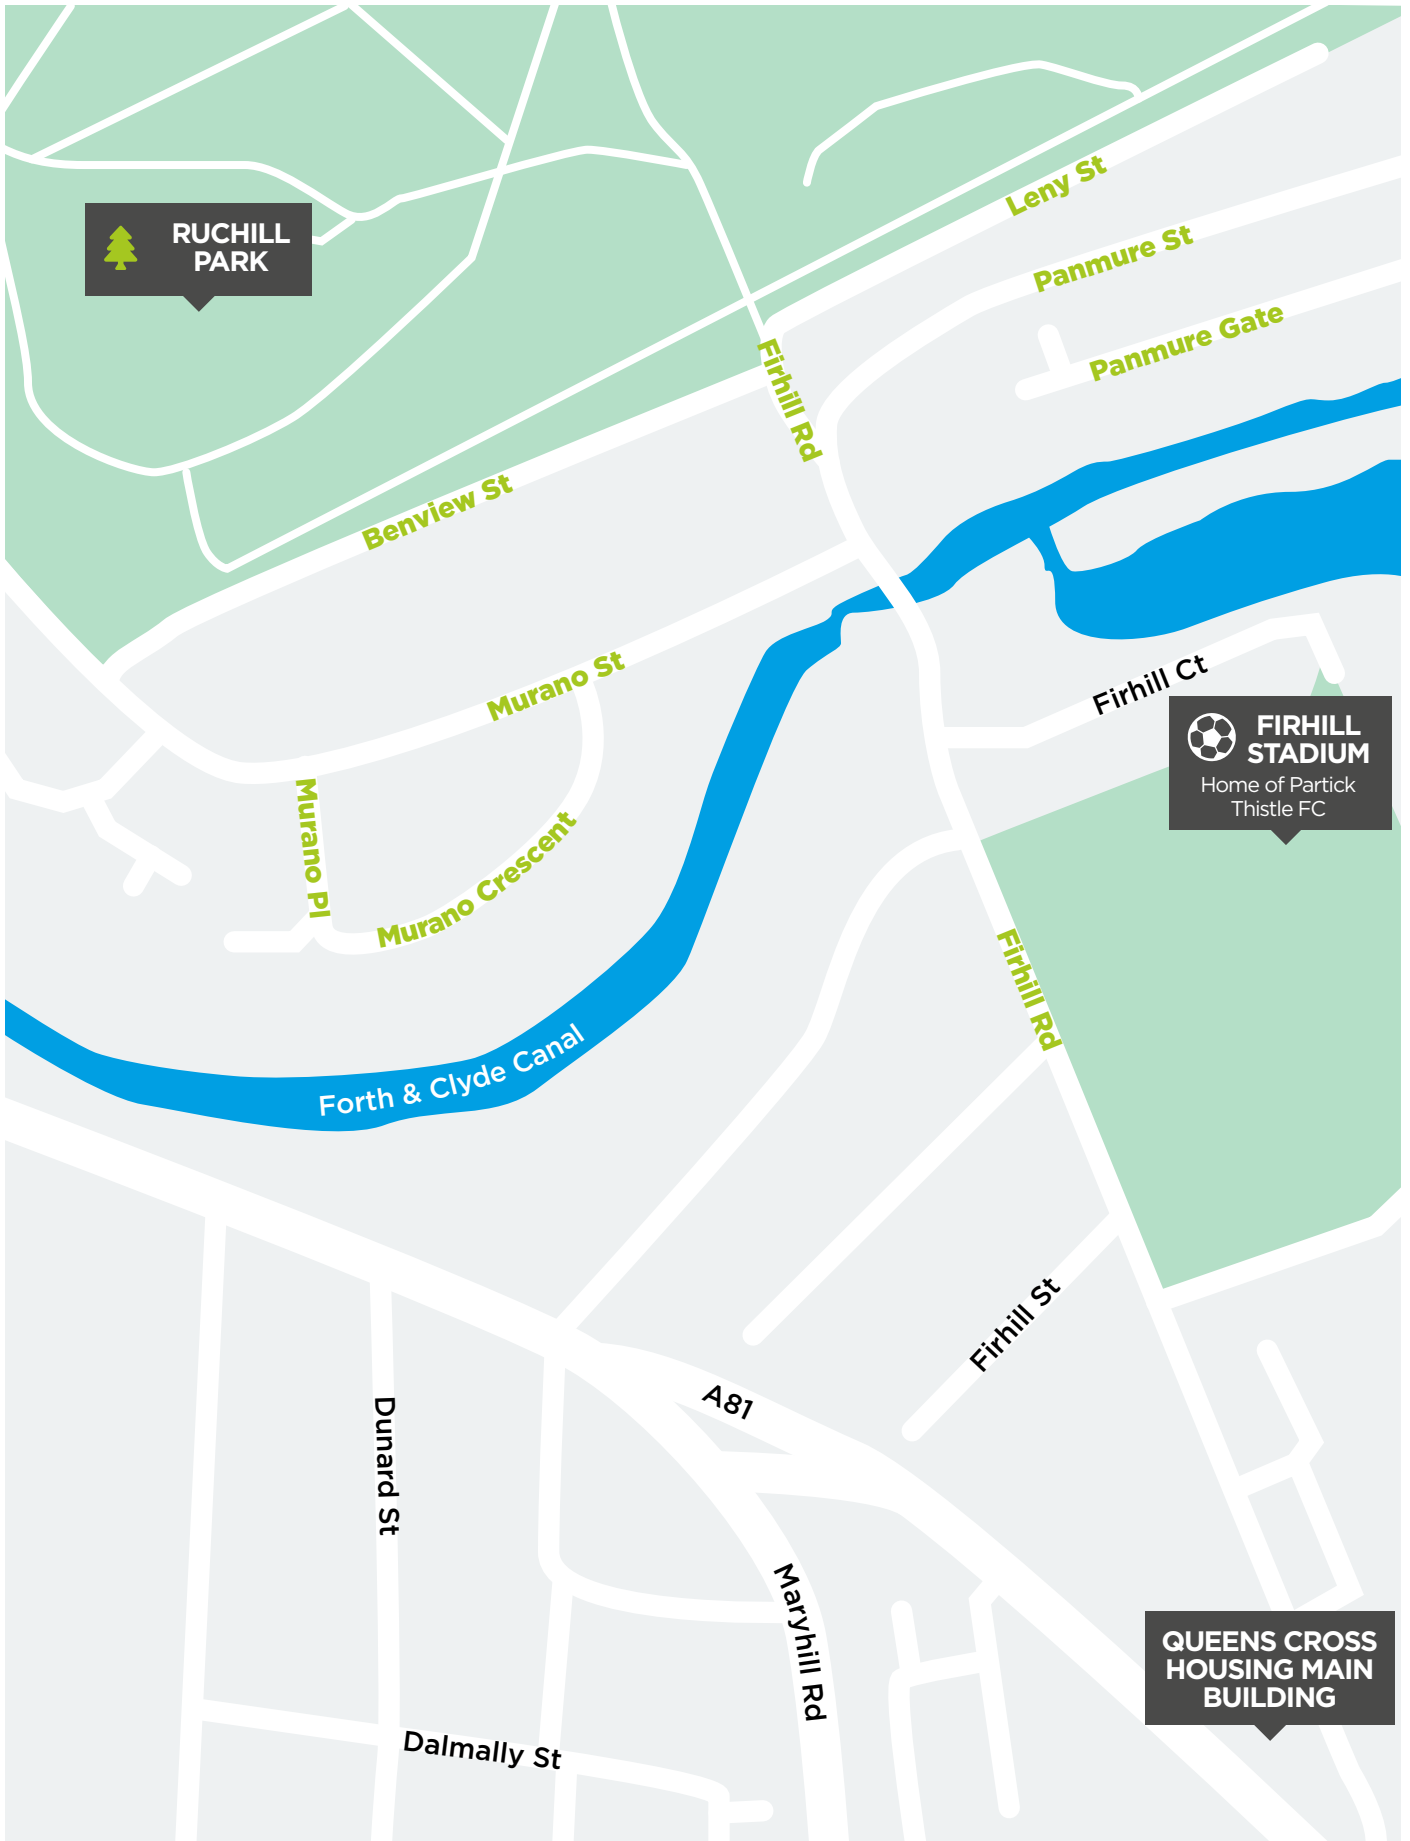 Leny St
RUCHILL
PARK
Panmure St
Panmure Gate
Firhill Rd
Benview St
Murano St
Firhill Ct
FIRHILL
STADIUM
Home of Partick
Thistle FC
Murano Pl
Murano Crescent
Firhill Rd
Forth & Clyde Canal
Firhill St
A81
Dunard St
Maryhill Rd
QUEENS CROSS
HOUSING MAIN
BUILDING
Dalmally St